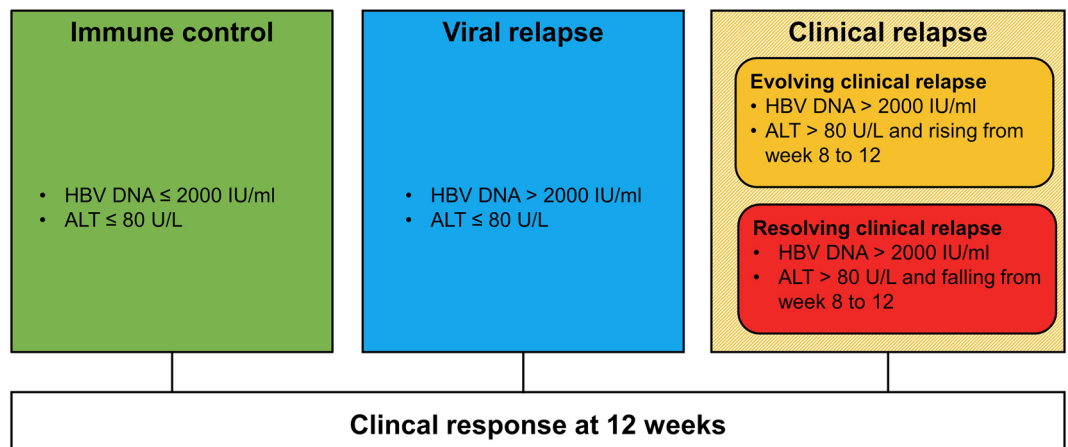 Immune control
• HBV DNA ≤ 2000 IU/ml
• ALT ≤ 80 U/L
Viral relapse
• HBV DNA > 2000 IU/ml
• ALT ≤ 80 U/L
Clinical relapse
Evolving clinical relapse
• HBV DNA > 2000 IU/ml
• ALT > 80 U/L and rising from
week 8 to 12
Resolving clinical relapse
• HBV DNA > 2000 IU/ml
• ALT > 80 U/L and falling from
week 8 to 12
Clincal response at 12 weeks